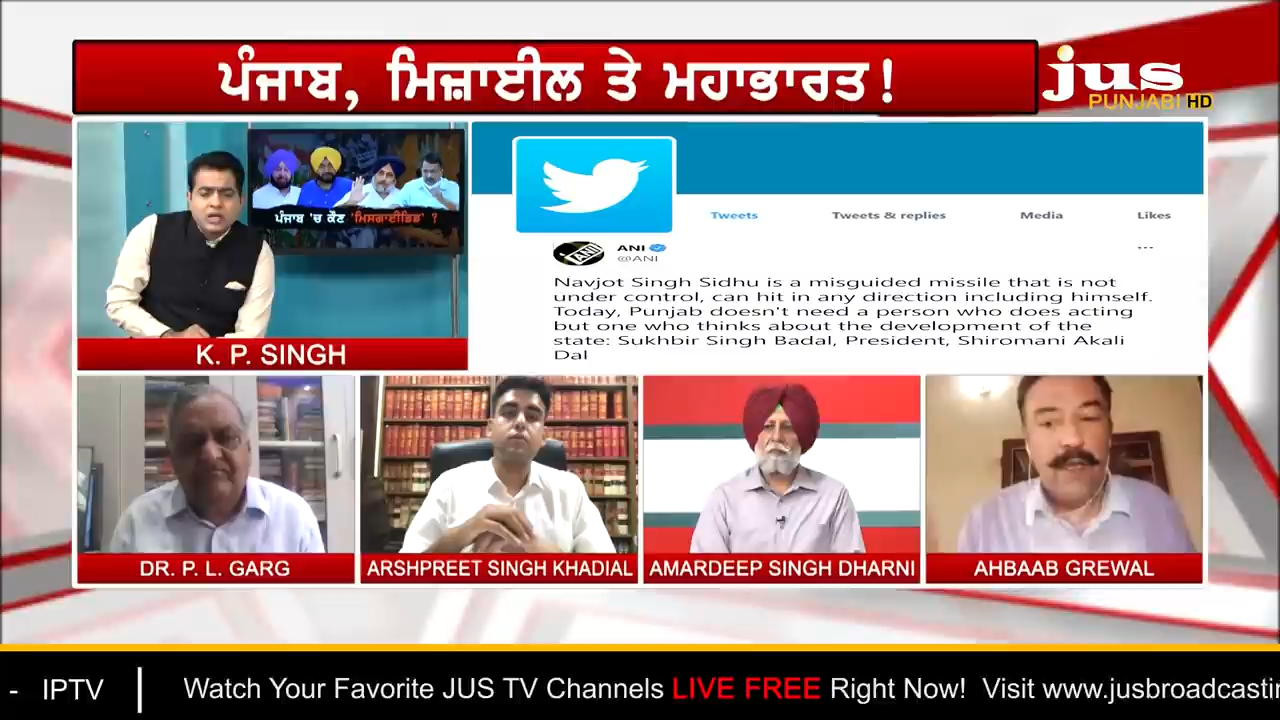 ਪੰਜਾਬ, ਮਿਜ਼ਾਈਲ ਤੇ ਮਹਾਭਾਰਤ!
jus
PUNJABI HD
ਪੰਜਾਬ 'ਚ ਕੌਣ 'ਮਿਸਗਾਈਡਿਡ' ?
K. P. SINGH
Tweets Tweets & replies Media Likes
ANI
@ANI
...
Navjot Singh Sidhu is a misguided missile that is not
under control, can hit in any direction including himself.
Today, Punjab doesn't need a person who does acting
but one who thinks about the development of the
state: Sukhbir Singh Badal, President, Shiromani Akali
Dal
DR. P. L. GARG
ARSHPREET SINGH KHADIAL
AMARDEEP SINGH DHARNI
AHBAAB GREWAL
- IPTV | Watch Your Favorite JUS TV Channels LIVE FREE Right Now! Visit www.jusbroadcastin